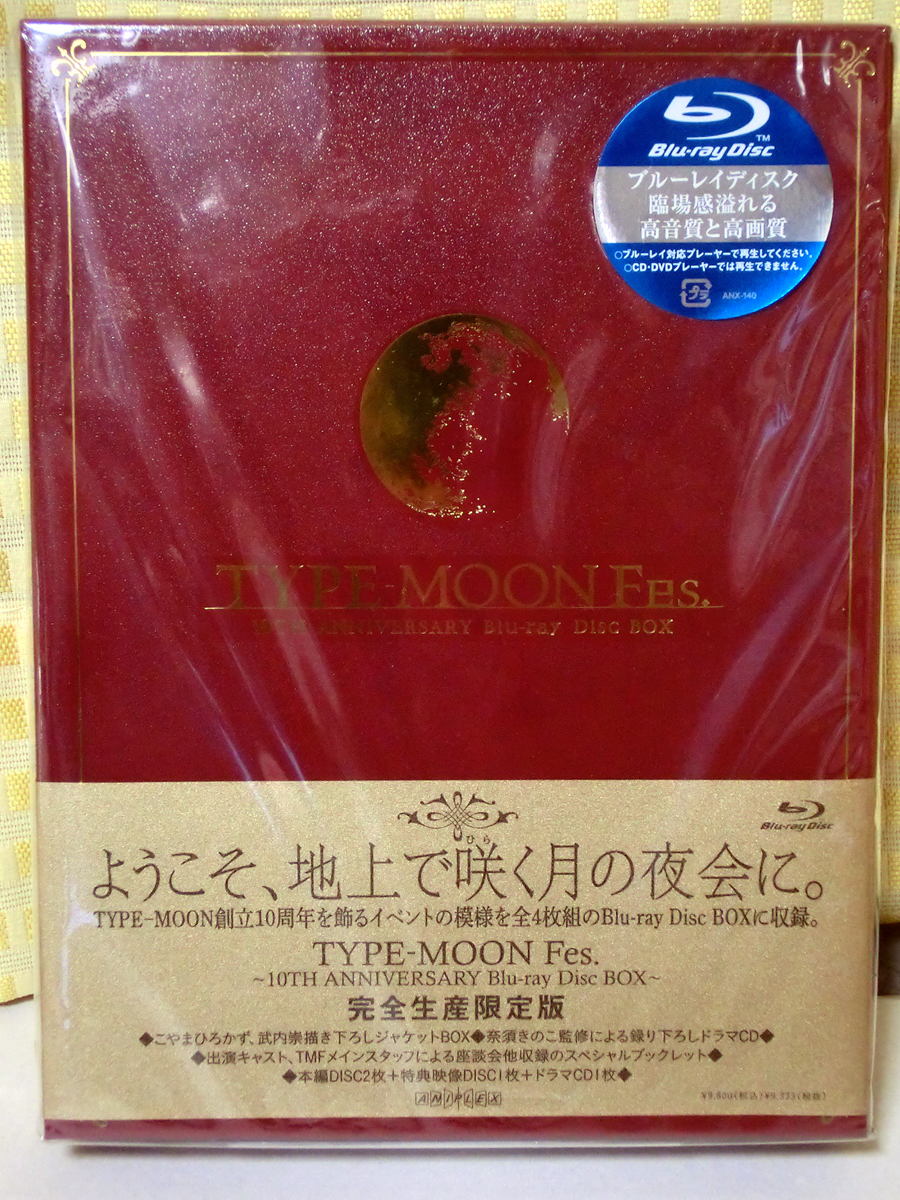 Blu-ray Disc
TM
ブルーレイディスク
臨場感溢れる
高音質と高画質
○ブルーレイ対応プレーヤーで再生してください。
○CD・DVDプレーヤーでは再生できません。
プラ
ANX-140
TYPE-MOON Fes.
10TH ANNIVERSARY Blu-ray Disc BOX
Blu-ray Disc
ひら
ようこそ、地上で咲く月の夜会に。
TYPE-MOON創立10周年を飾るイベントの模様を全4枚組のBlu-ray Disc BOXに収録。
TYPE-MOON Fes.
~10TH ANNIVERSARY Blu-ray Disc BOX~
完全生産限定版
◆こやまひろかず、武内崇描き下ろしジャケットBOX◆奈須きのこ監修による録り下ろしドラマCD◆
◆出演キャスト、TMFメインスタッフによる座談会他収録のスペシャルブックレット◆
◆本編DISC2枚+特典映像DISC1枚+ドラマCD1枚◆
ANIPLEX
¥9,800(税込)¥9,333(税抜)